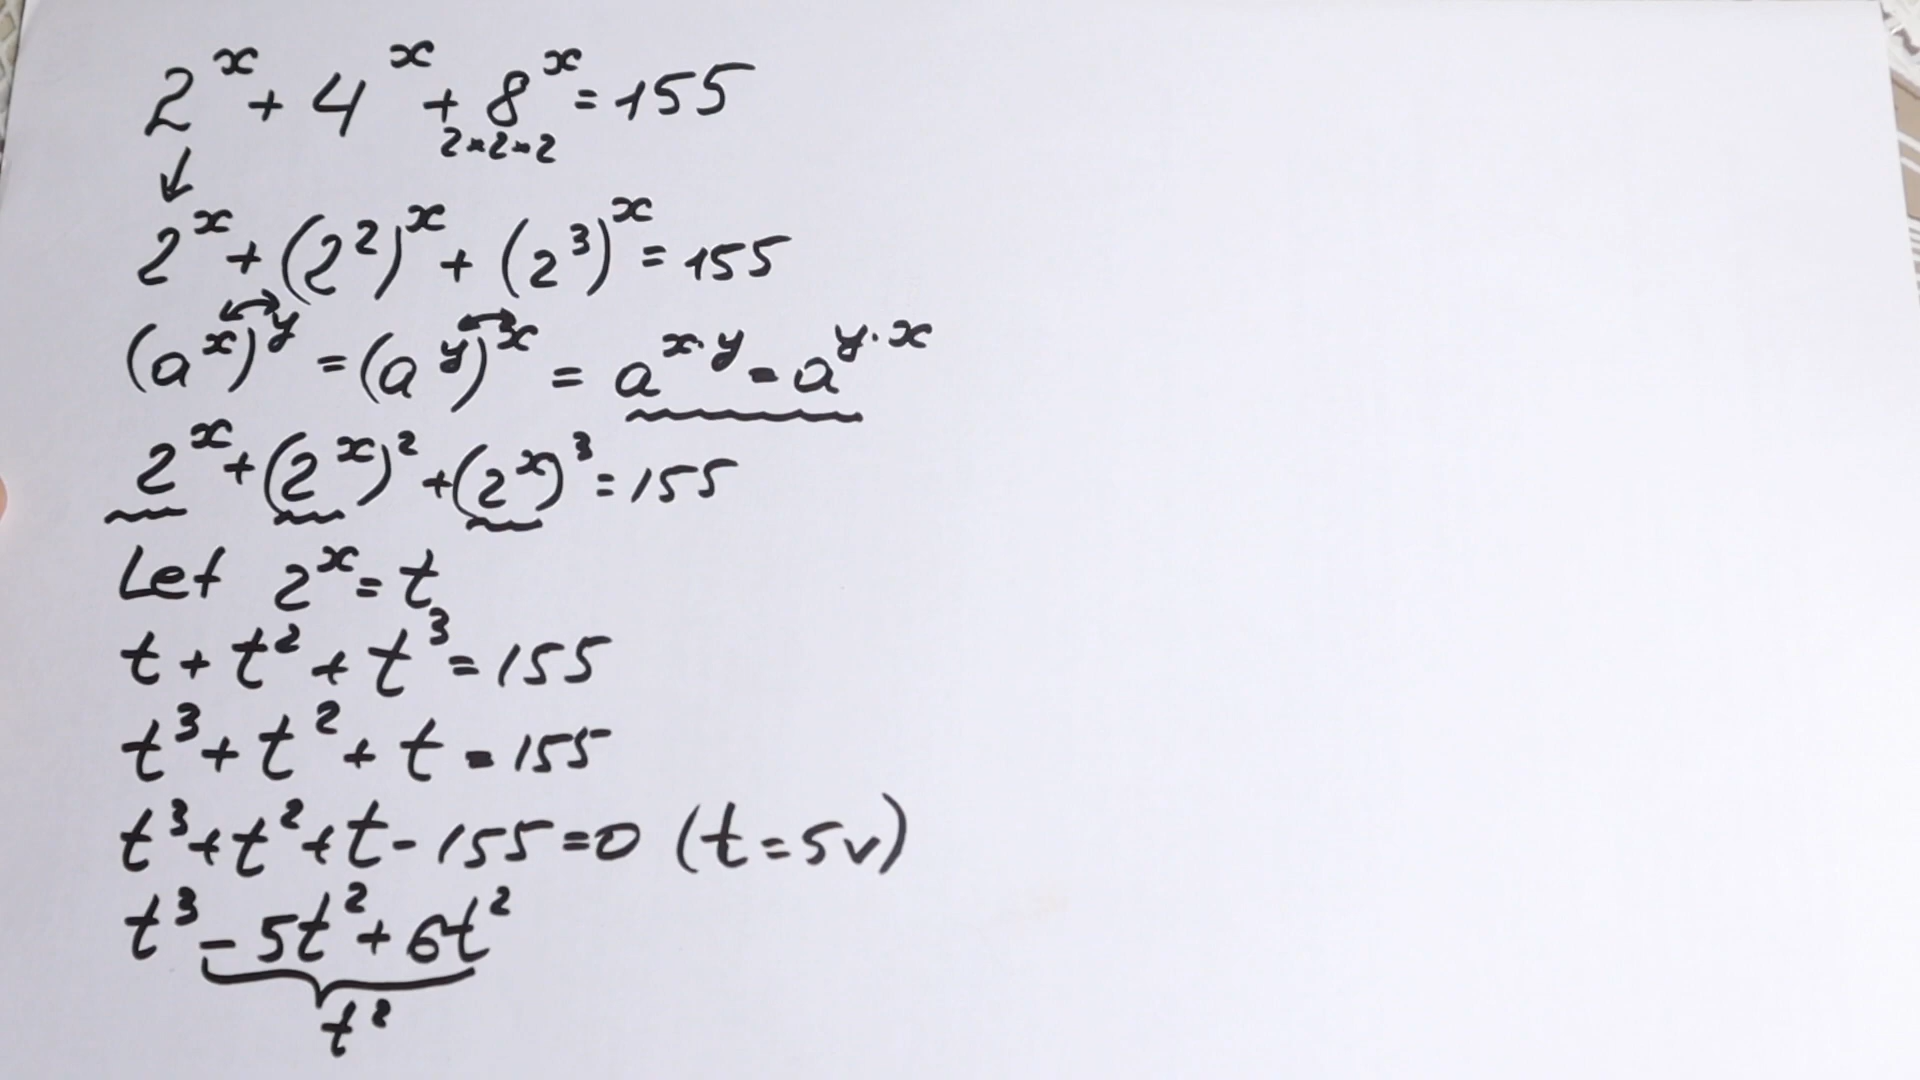 2^x + 4^x + 8^x = 155
2×2×2
2^x + (2^2)^x + (2^3)^x = 155
(a^x)^y = (a^y)^x = a^{x·y} = a^{y·x}
2^x + (2^x)^2 + (2^x)^3 = 155
Let 2^x = t
t + t^2 + t^3 = 155
t^3 + t^2 + t = 155
t^3 + t^2 + t - 155 = 0 (t = 5 v)
t^3 - 5t^2 + 6t^2
t^2